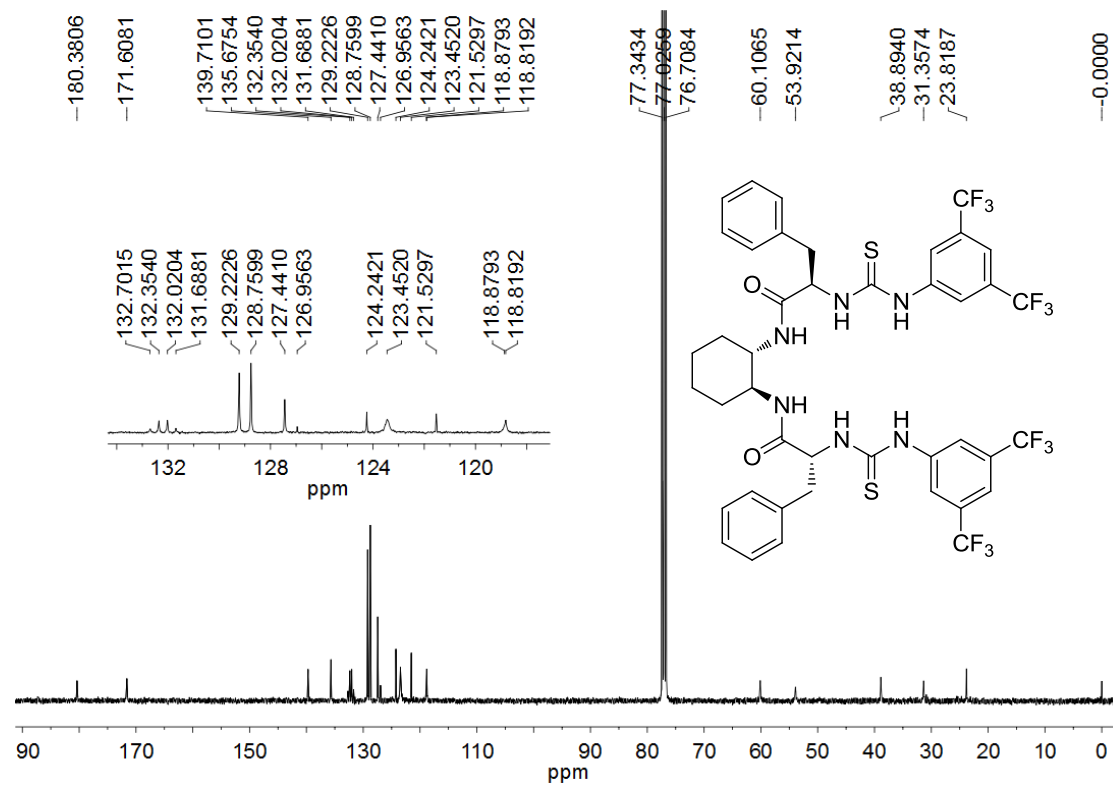 -180.3806
-171.6081
139.7101
135.6754
132.3540
132.0204
131.6881
129.2226
128.7599
127.4410
126.9563
124.2421
123.4520
121.5297
118.8793
118.8192
77.3434
77.0259
76.7084
-60.1065
-53.9214
38.8940
31.3574
23.8187
-0.0000
132.7015
132.3540
132.0204
131.6881
129.2226
128.7599
127.4410
126.9563
124.2421
123.4520
121.5297
118.8793
118.8192
132 128 124 120
ppm
CF3
S
CF3
O
N
H
N
H
NH
NH
O
N
H
N
H
S
CF3
CF3
90 170 150 130 110 90 80 70 60 50 40 30 20 10 0
ppm